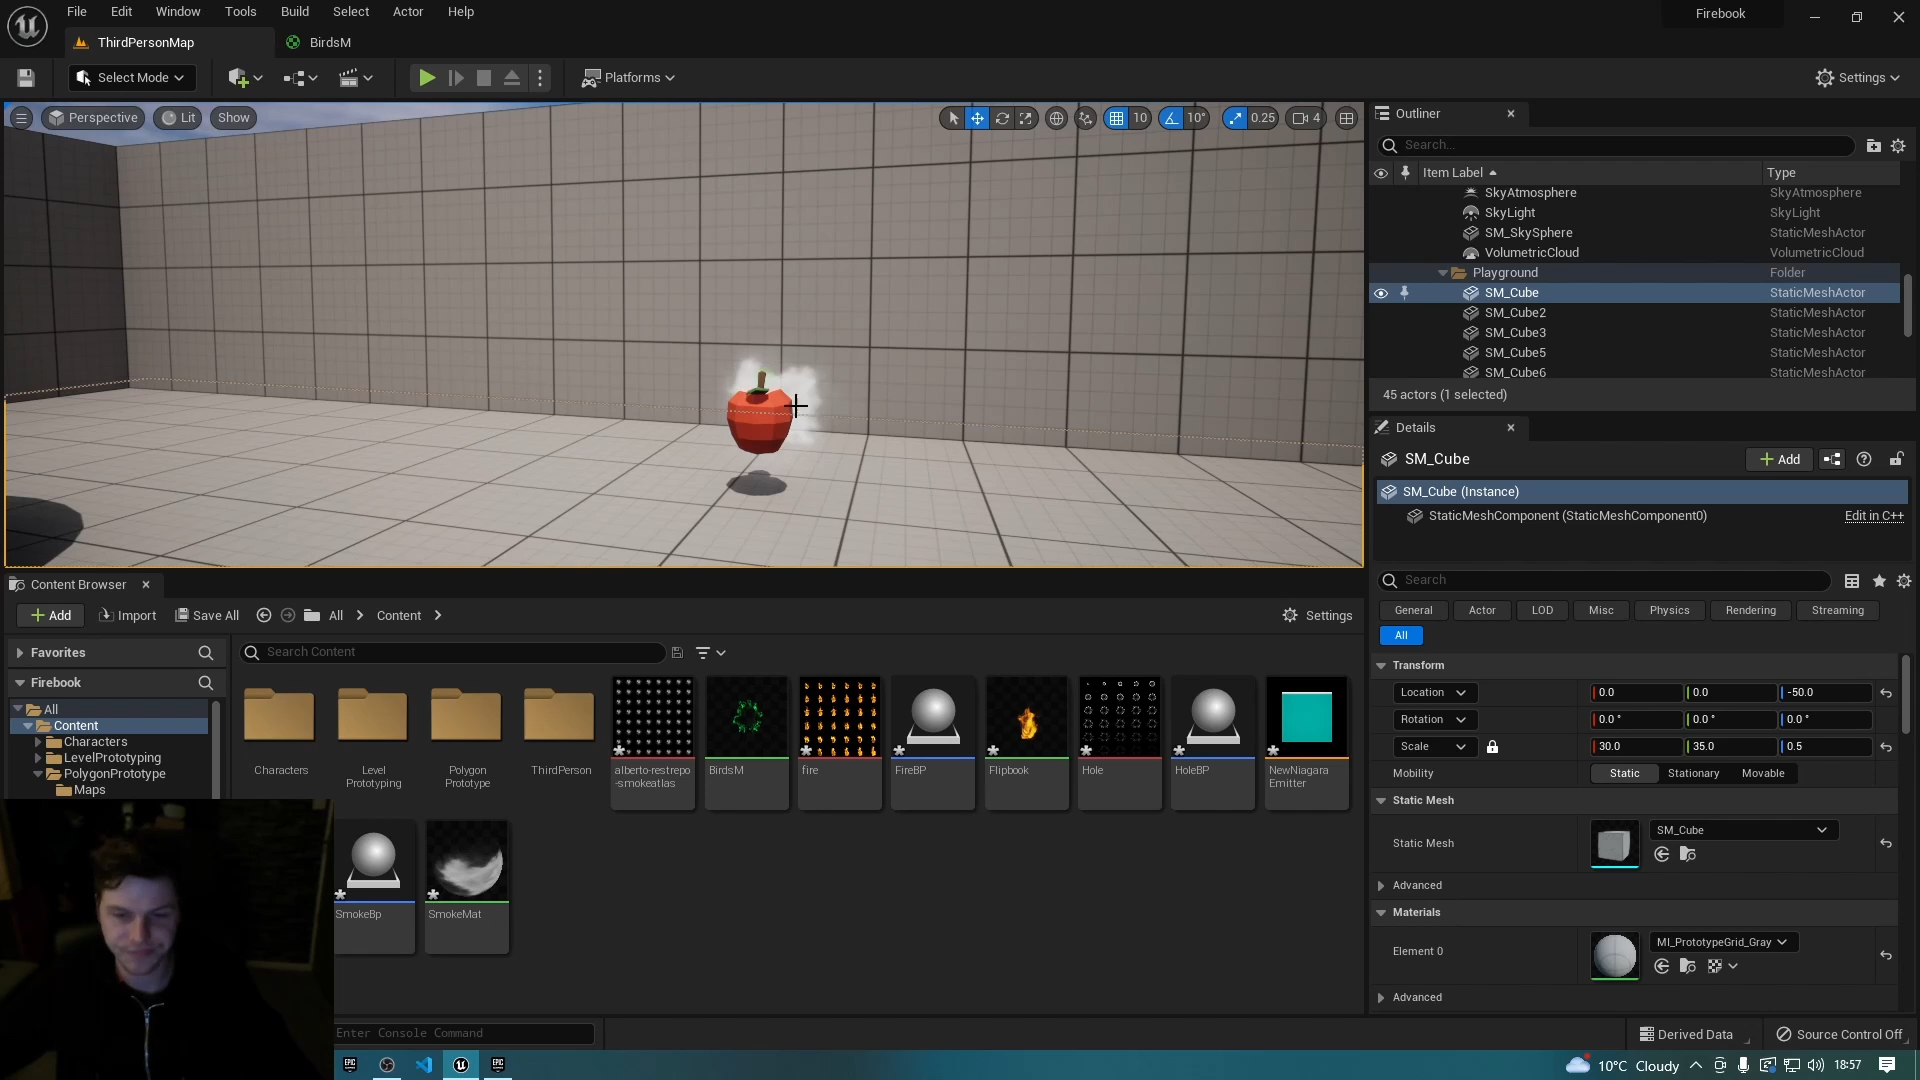 File Edit Window Tools Build Select Actor Help
Firebook
ThirdPersonMap
BirdsM
Select Mode
Platforms
Settings
Perspective
Lit
Show
10
10°
0.25
4
Outliner
Search...
Item Label
Type
SkyAtmosphere SkyAtmosphere
SkyLight SkyLight
SM_SkySphere StaticMeshActor
VolumetricCloud VolumetricCloud
Playground Folder
SM_Cube StaticMeshActor
SM_Cube2 StaticMeshActor
SM_Cube3 StaticMeshActor
SM_Cube5 StaticMeshActor
SM_Cube6 StaticMeshActor
45 actors (1 selected)
Details
SM_Cube
Add
SM_Cube (Instance)
StaticMeshComponent (StaticMeshComponent0)
Edit in C++
Search
General Actor LOD Misc Physics Rendering Streaming
All
Transform
Location 0.0 0.0 -50.0
Rotation 0.0° 0.0° 0.0°
Scale 30.0 35.0 0.5
Mobility Static Stationary Movable
Static Mesh
Static Mesh SM_Cube
Advanced
Materials
Element 0 MI_PrototypeGrid_Gray
Advanced
Content Browser
Add Import Save All All Content Settings
Favorites
Search Content
Firebook
All
Content
Characters
LevelPrototyping
PolygonPrototype
Maps
Characters
Level
Prototyping
Polygon
Prototype
ThirdPerson
alberto-restrepo
-smokeatlas
BirdsM
fire
FireBP
Flipbook
Hole
HoleBP
NewNiagara
Emitter
SmokeBp
SmokeMat
Enter Console Command
Derived Data
Source Control Off
EPIC
GAMES
EPIC
GAMES
10°C Cloudy
18:57